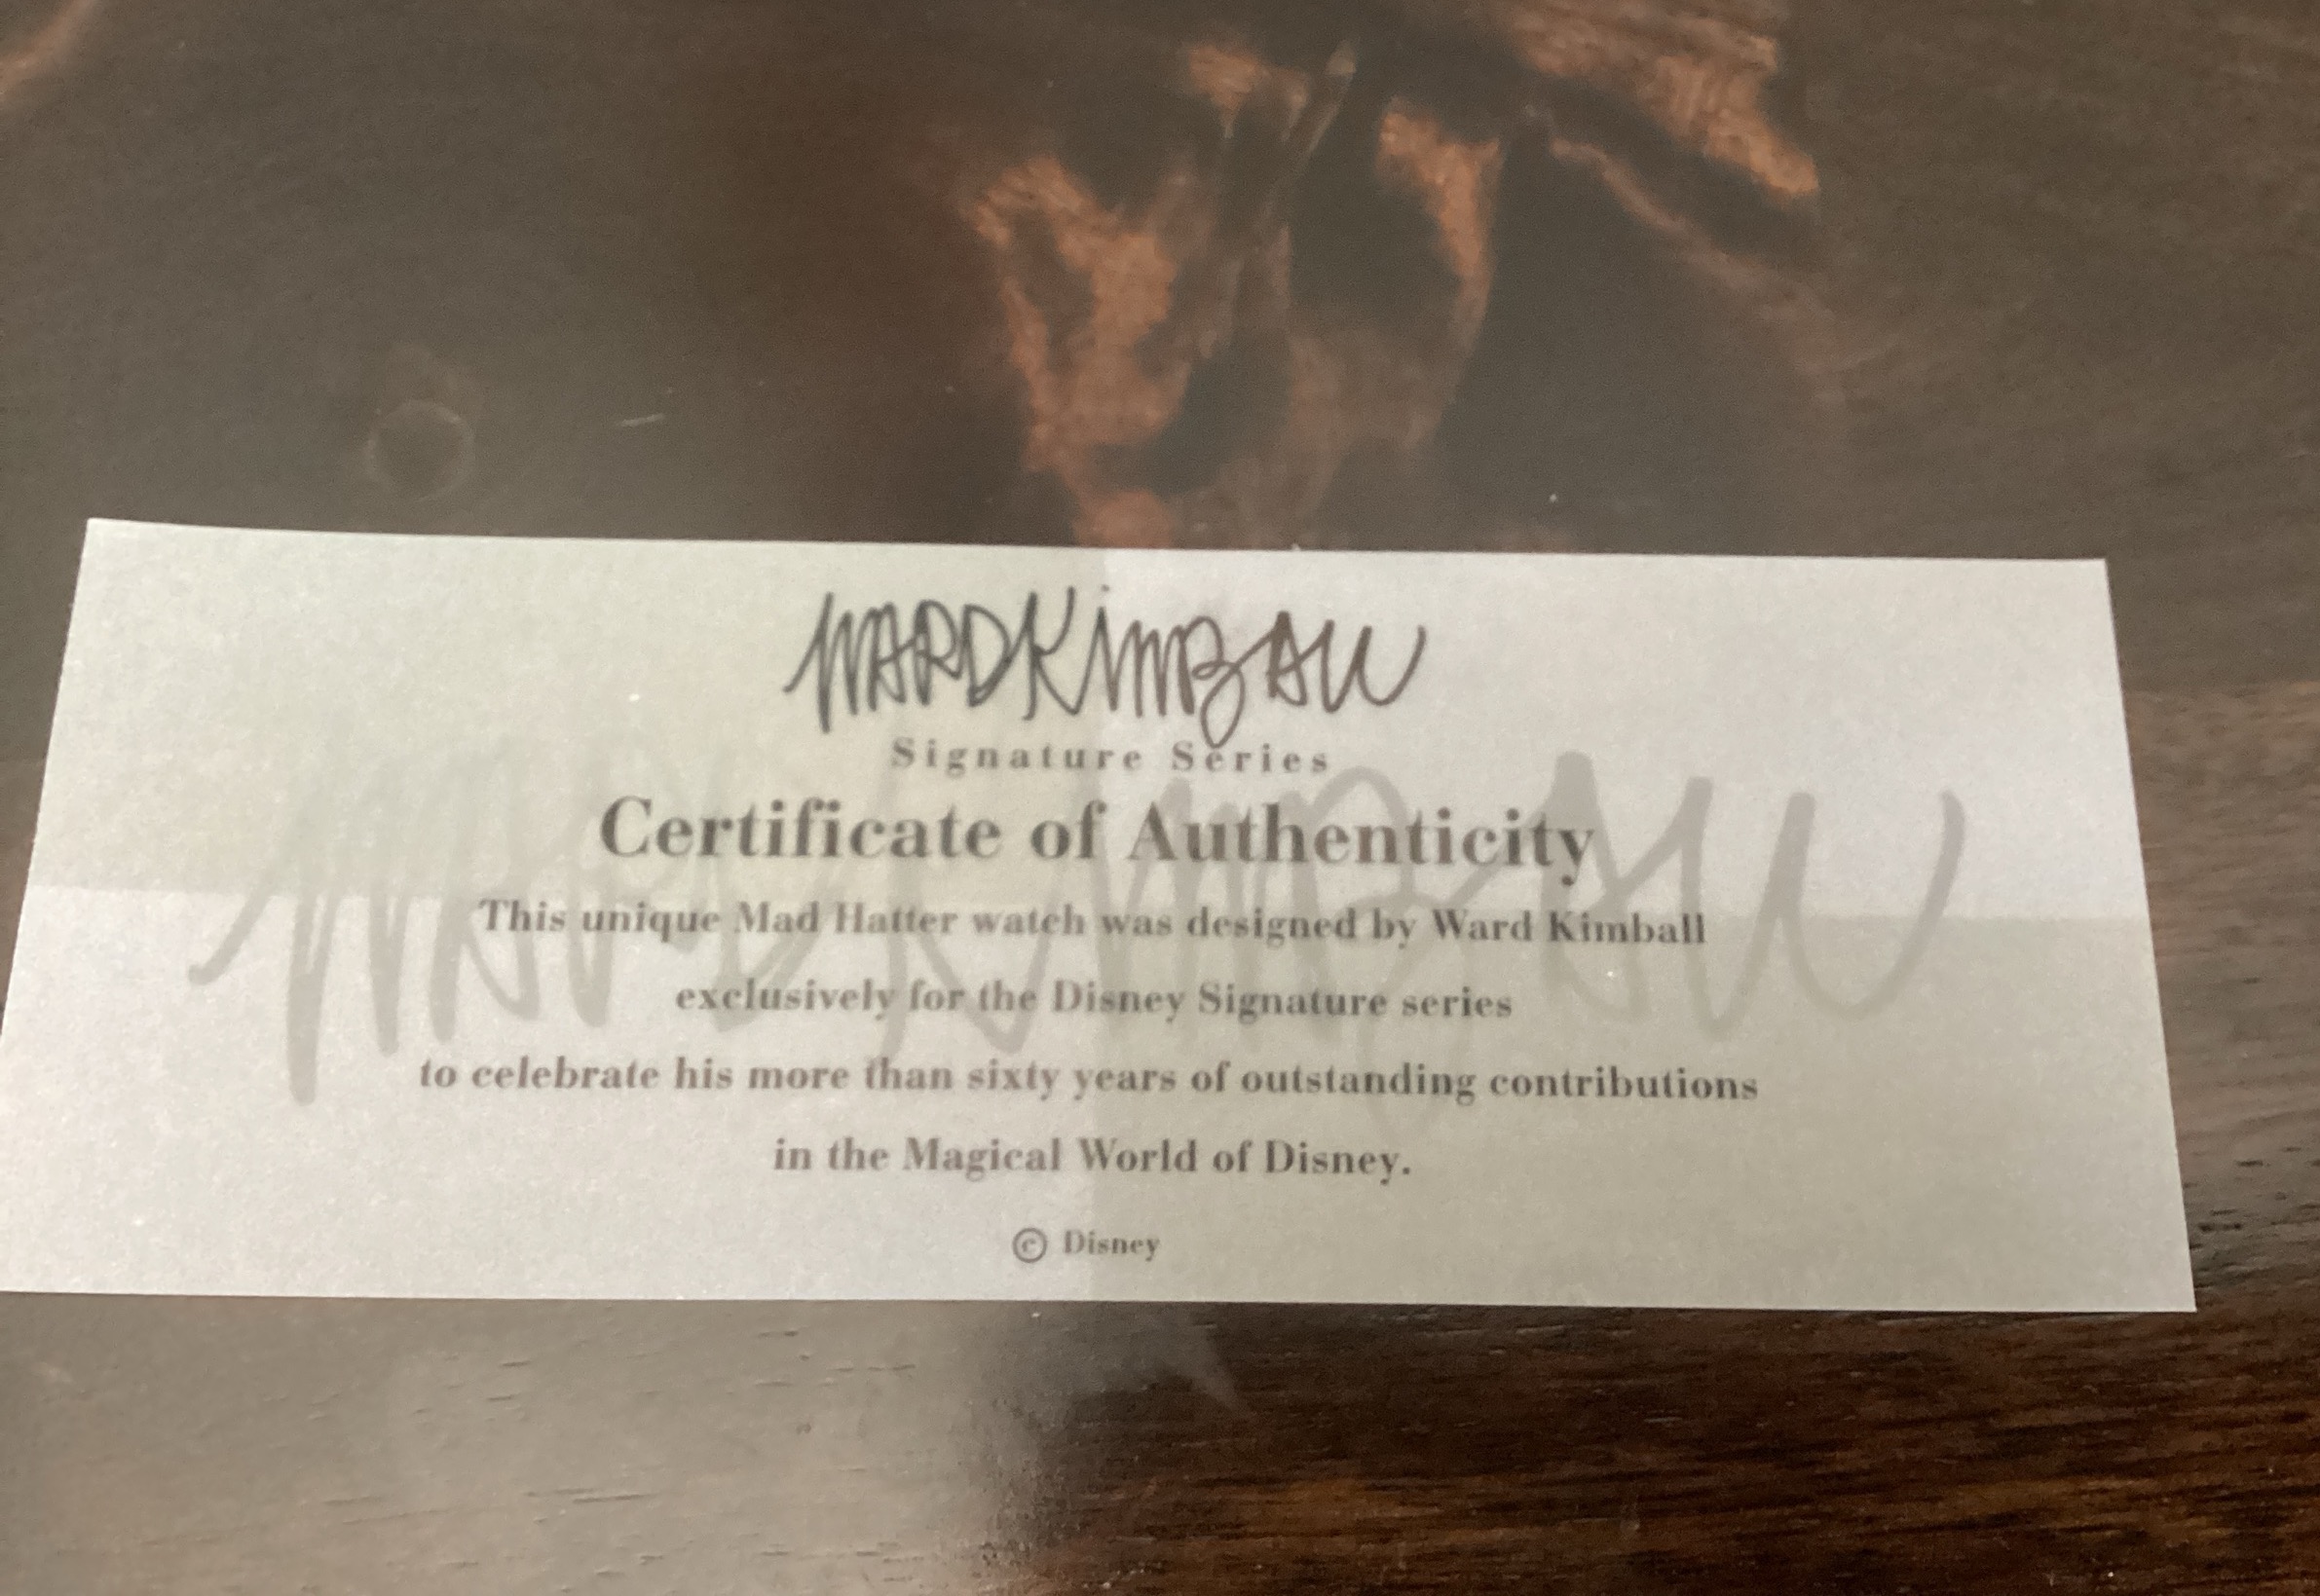 WARD KimBALL
Signature Series
Certificate of Authenticity
This unique Mad Hatter watch was designed by Ward Kimball
exclusively for the Disney Signature series
to celebrate his more than sixty years of outstanding contributions
in the Magical World of Disney.
© Disney
WARD KimBALL